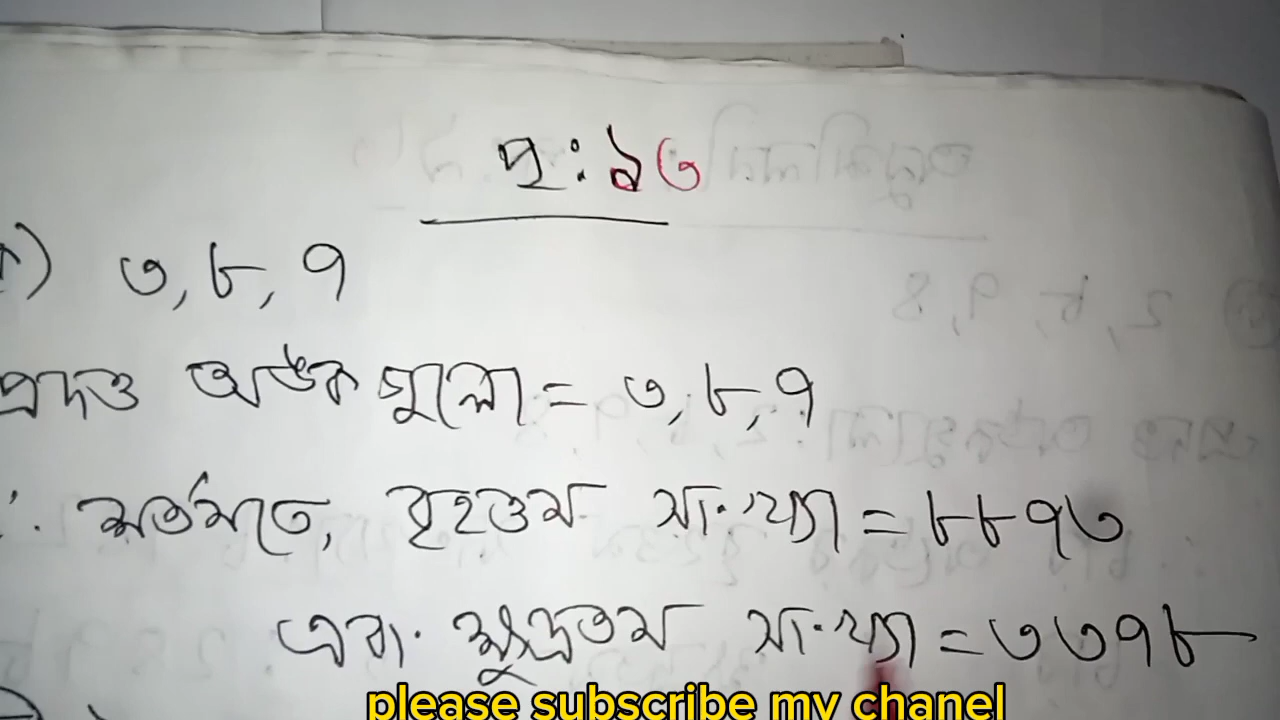 পৃ: ১৩
ক) ৩, ৮, ৭
প্রদত্ত অঙ্কগুলো = ৩, ৮, ৭
∴ শর্তমতে, বৃহত্তম সংখ্যা = ৮৮৭৩
এবং ক্ষুদ্রতম সংখ্যা = ৩৩৭৮
please subscribe my chanel